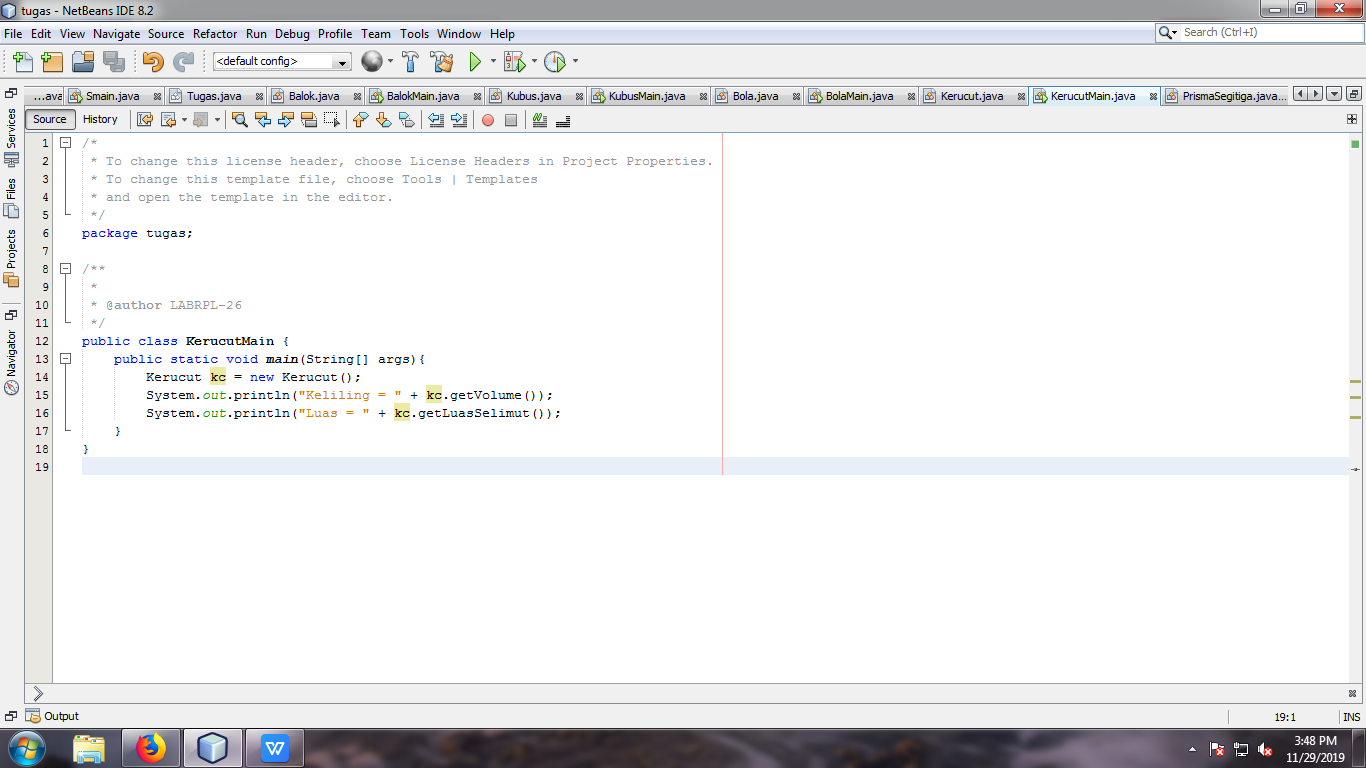 tugas - NetBeans IDE 8.2
File Edit View Navigate Source Refactor Run Debug Profile Team Tools Window Help
Search (Ctrl+I)
<default config>
...ava Smain.java Tugas.java Balok.java BalokMain.java Kubus.java KubusMain.java Bola.java BolaMain.java Kerucut.java KerucutMain.java PrismaSegitiga.java...
Source History
Services
Files
Projects
Navigator
1 /*
2 * To change this license header, choose License Headers in Project Properties.
3 * To change this template file, choose Tools | Templates
4 * and open the template in the editor.
5 */
6 package tugas;
7
8 /**
9 *
10 * @author LABRPL-26
11 */
12 public class KerucutMain {
13 public static void main(String[] args){
14 Kerucut kc = new Kerucut();
15 System.out.println("Keliling = " + kc.getVolume());
16 System.out.println("Luas = " + kc.getLuasSelimut());
17 }
18 }
19
Output
19:1 INS
3:48 PM
11/29/2019